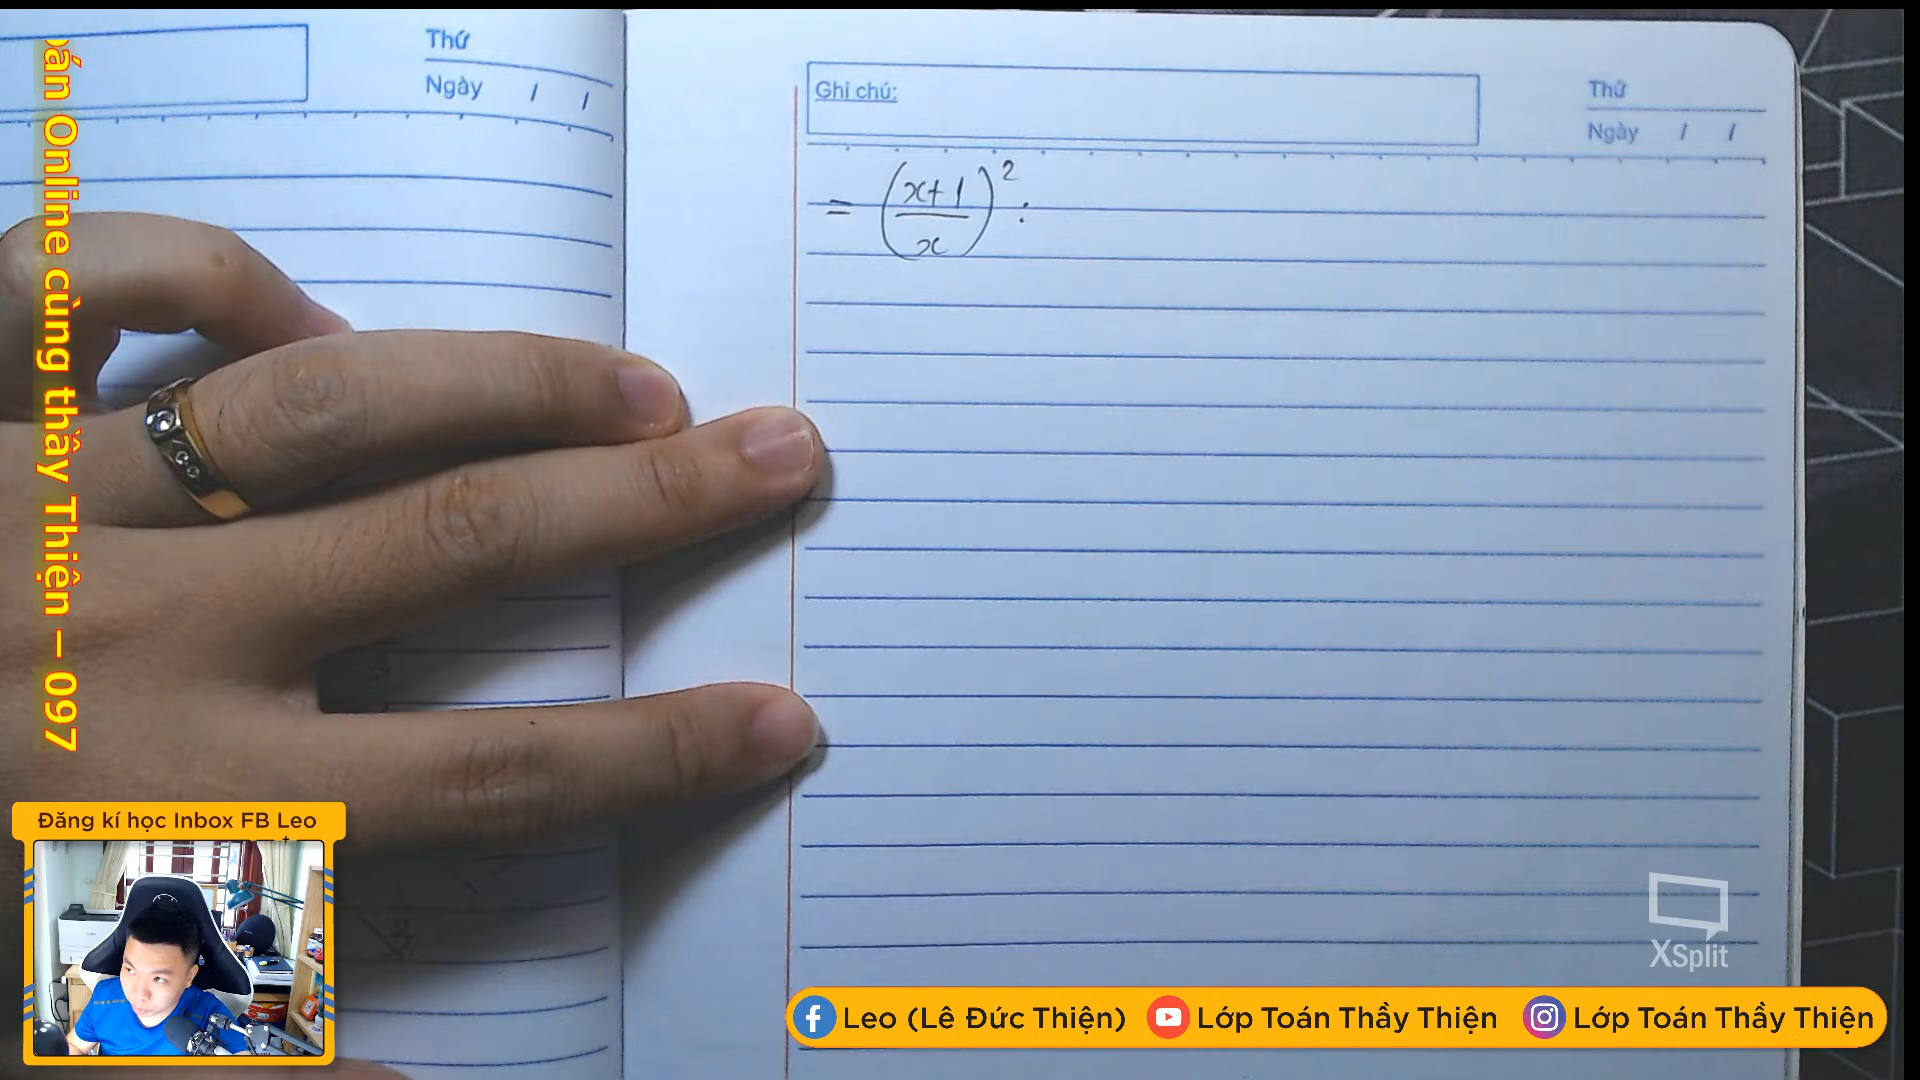 oán Online cùng thầy Thiện – 097
Thứ
Ngày / /
Ghi chú:
Thứ
Ngày / /
= (x+1/x)² :
Đăng kí học Inbox FB Leo
XSplit
Leo (Lê Đức Thiện) Lớp Toán Thầy Thiện Lớp Toán Thầy Thiện